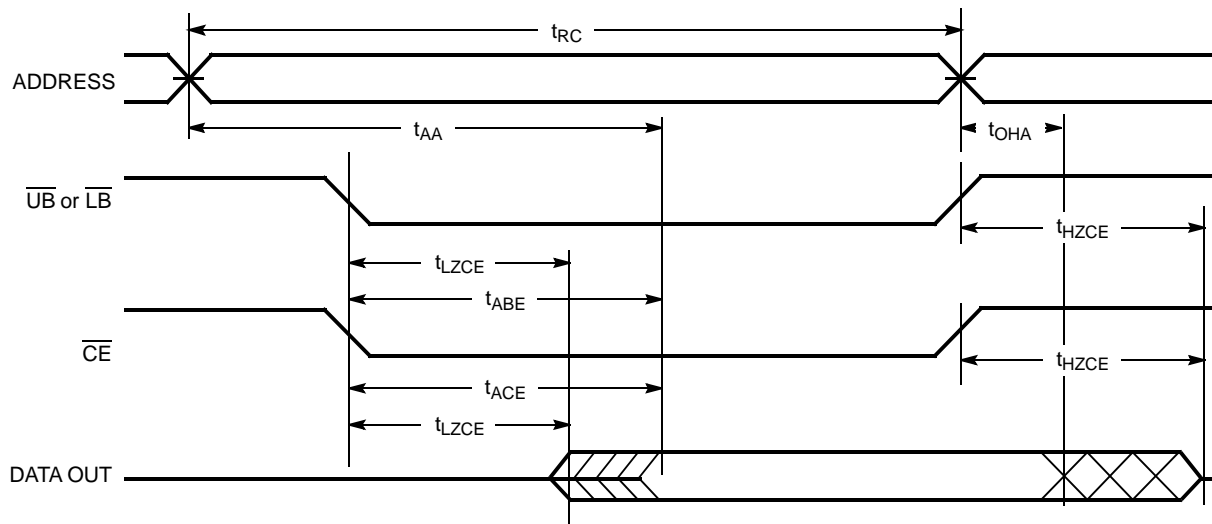 tRC
ADDRESS
tAA
tOHA
UB or LB
tHZCE
tLZCE
tABE
CE
tHZCE
tACE
tLZCE
DATA OUT